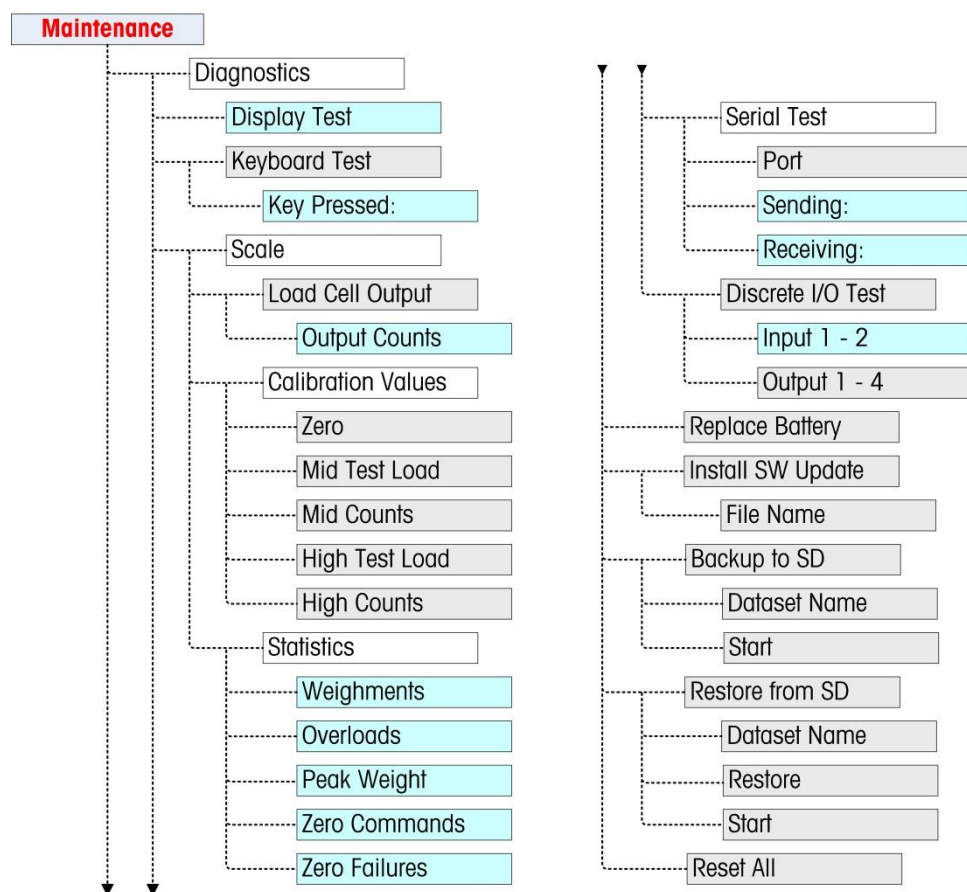 Maintenance
Diagnostics
Display Test
Keyboard Test
Key Pressed:
Scale
Load Cell Output
Output Counts
Calibration Values
Zero
Mid Test Load
Mid Counts
High Test Load
High Counts
Statistics
Weighments
Overloads
Peak Weight
Zero Commands
Zero Failures
Serial Test
Port
Sending:
Receiving:
Discrete I/O Test
Input 1 - 2
Output 1 - 4
Replace Battery
Install SW Update
File Name
Backup to SD
Dataset Name
Start
Restore from SD
Dataset Name
Restore
Start
Reset All